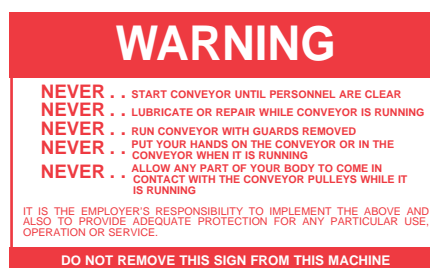 WARNING
NEVER . . START CONVEYOR UNTIL PERSONNEL ARE CLEAR
NEVER . . LUBRICATE OR REPAIR WHILE CONVEYOR IS RUNNING
NEVER . . RUN CONVEYOR WITH GUARDS REMOVED
NEVER . . PUT YOUR HANDS ON THE CONVEYOR OR IN THE
CONVEYOR WHEN IT IS RUNNING
NEVER . . ALLOW ANY PART OF YOUR BODY TO COME IN
CONTACT WITH THE CONVEYOR PULLEYS WHILE IT
IS RUNNING
IT IS THE EMPLOYER'S RESPONSIBILITY TO IMPLEMENT THE ABOVE AND
ALSO TO PROVIDE ADEQUATE PROTECTION FOR ANY PARTICULAR USE,
OPERATION OR SERVICE.
DO NOT REMOVE THIS SIGN FROM THIS MACHINE